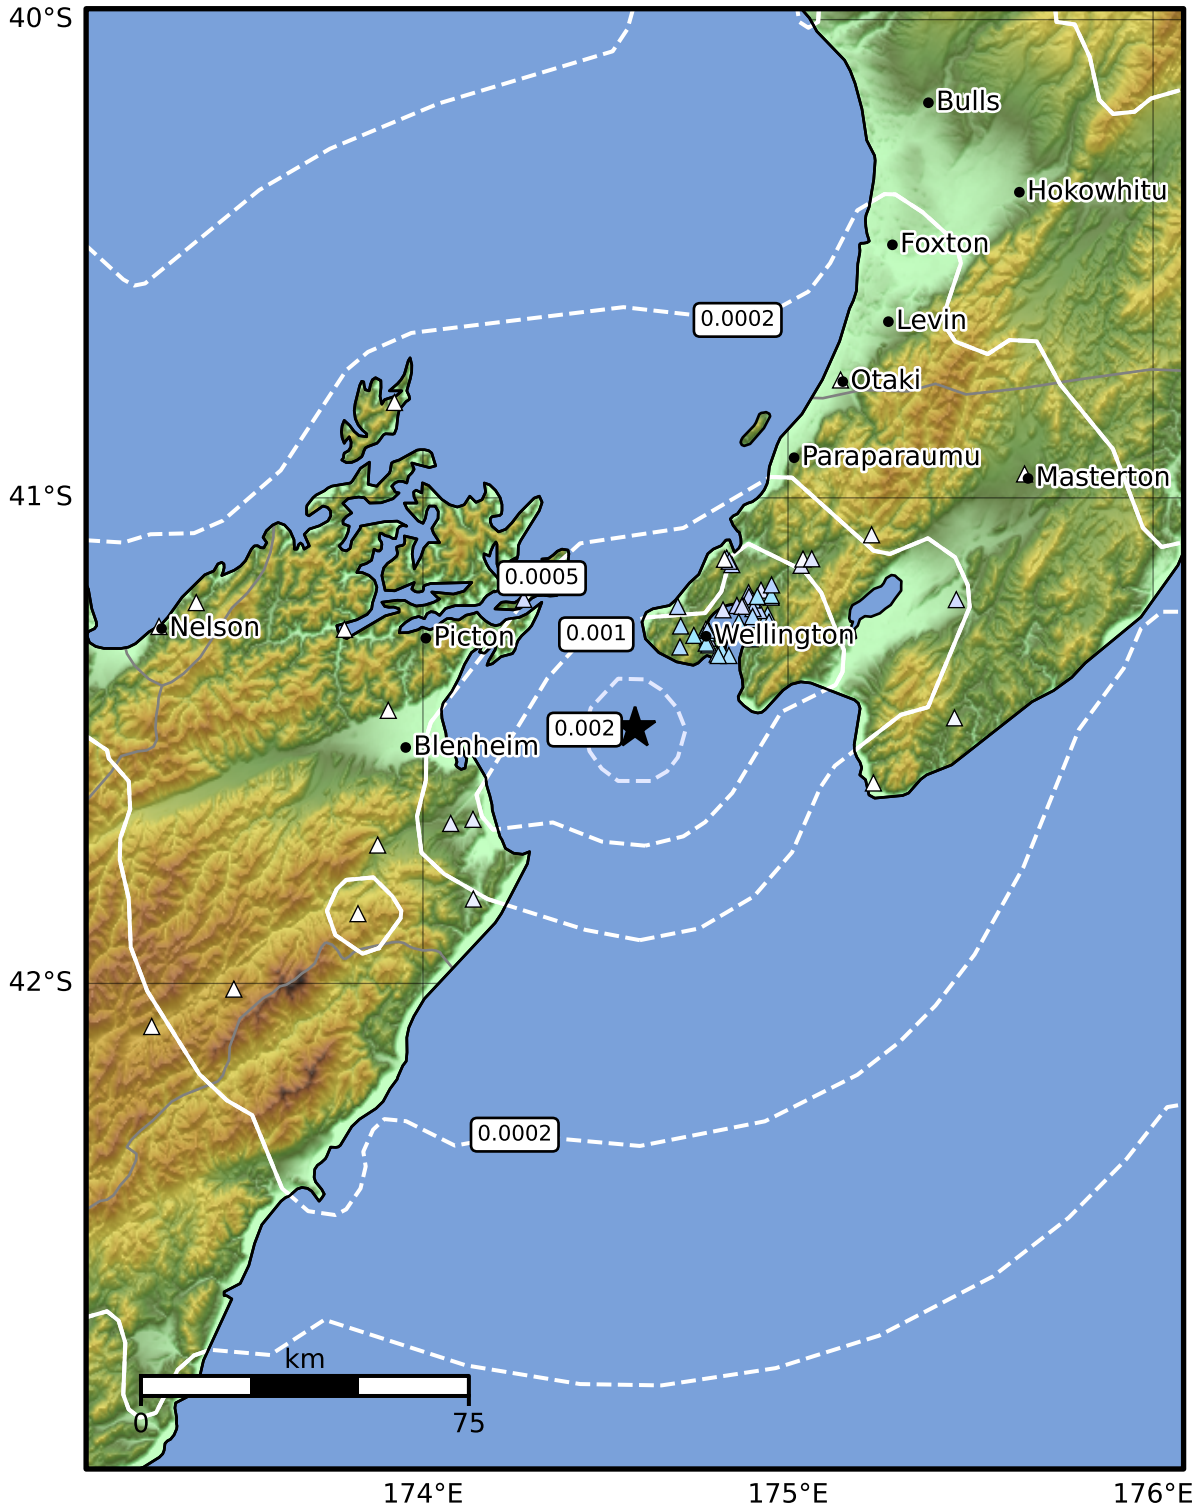 40°S
Bulls
Hokowhitu
Foxton
0.0002
Levin
Otaki
Paraparaumu
Masterton
41°S
0.0005
Nelson
Picton
0.001
Wellington
0.002
Blenheim
42°S
0.0002
km
0
75
174°E
175°E
176°E